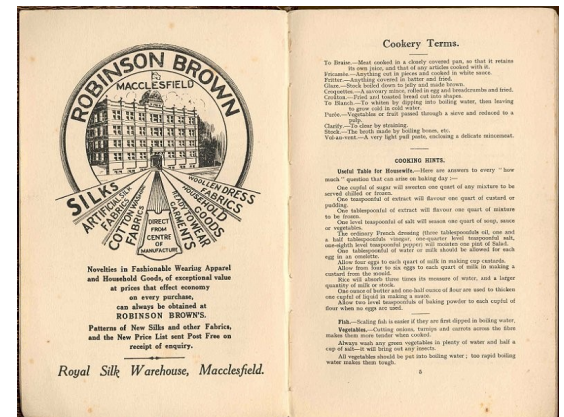 ROBINSON BROWN
MACCLESFIELD
SILKS
ARTIFICIAL SILK FABRICS
COTTON WASHING FABRICS
DIRECT
FROM
CENTRE
OF
MANUFACTURE
READY-TO-WEAR GARMENTS
HOUSEHOLD GOODS
WOOLLEN DRESS FABRICS
Novelties in Fashionable Wearing Apparel
and Household Goods, of exceptional value
at prices that effect economy
on every purchase,
can always be obtained at
ROBINSON BROWN'S.
Patterns of New Silks and other Fabrics,
and the New Price List sent Post Free on
receipt of enquiry.
Royal Silk Warehouse, Macclesfield.
Cookery Terms.
To Braise.—Meat cooked in a closely covered pan, so that it retains
its own juice, and that of any articles cooked with it.
Fricassée.—Anything cut in pieces and cooked in white sauce.
Fritter.—Anything covered in batter and fried.
Glaze.—Stock boiled down to jelly and made brown.
Croquettes.—A savoury mince, rolled in egg and breadcrumbs and fried.
Croûton.—Fried and toasted bread cut into shapes.
To Blanch.—To whiten by dipping into boiling water, then leaving
to grow cold in cold water.
Purée.—Vegetables or fruit passed through a sieve and reduced to a
pulp.
Clarify.—To clear by straining.
Stock.—The broth made by boiling bones, etc.
Vol-au-vent.—A very light puff paste, enclosing a delicate mincemeat.
COOKING HINTS.
Useful Table for Housewife.—Here are answers to every "how
much" question that can arise on baking day:—
One cupful of sugar will sweeten one quart of any mixture to be
served chilled or frozen.
One teaspoonful of extract will flavour one quart of custard or
pudding.
One tablespoonful of extract will flavour one quart of mixture
to be frozen.
One level teaspoonful of salt will season one quart of soup, sauce
or vegetables.
The ordinary French dressing (three tablespoonfuls oil, one and
a half tablespoonfuls vinegar, one-quarter level teaspoonful salt,
one-eighth level teaspoonful pepper) will moisten one pint of Salad.
One tablespoonful of water or milk should be allowed for each
egg in an omelette.
Allow four eggs to each quart of milk in making cup custards.
Allow from four to six eggs to each quart of milk in making a
custard from the mould.
Rice will absorb three times its measure of water, and a larger
quantity of milk or stock.
One ounce of butter and one-half ounce of flour are used to thicken
one cupful of liquid in making a sauce.
Allow two level teaspoonfuls of baking powder to each cupful of
flour when no eggs are used.
Fish.—Scaling fish is easier if they are first dipped in boiling water.
Vegetables.—Cutting onions, turnips and carrots across the fibre
makes them more tender when cooked.
Always wash any green vegetables in plenty of water and half a
cup of salt—it will bring out any insects.
All vegetables should be put into boiling water; too rapid boiling
water makes them tough.
5